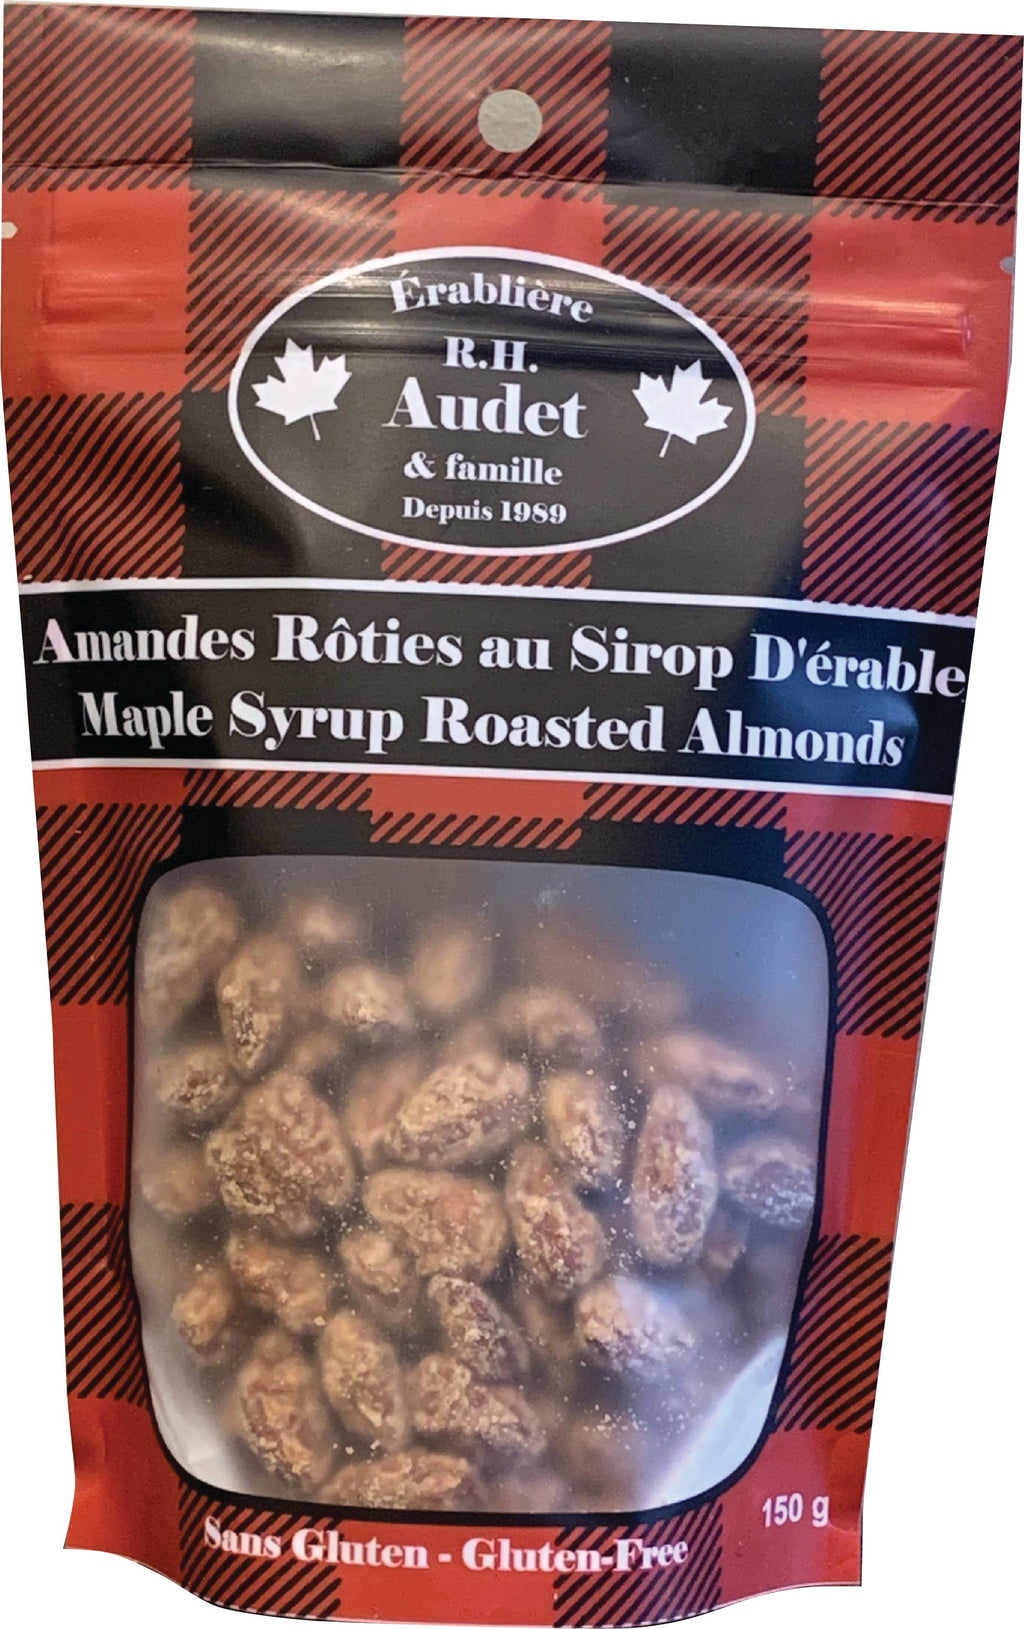 Érablière
R.H.
Audet
& famille
Depuis 1989
Amandes Rôties au Sirop D'érable
Maple Syrup Roasted Almonds
150 g
Sans Gluten - Gluten-Free